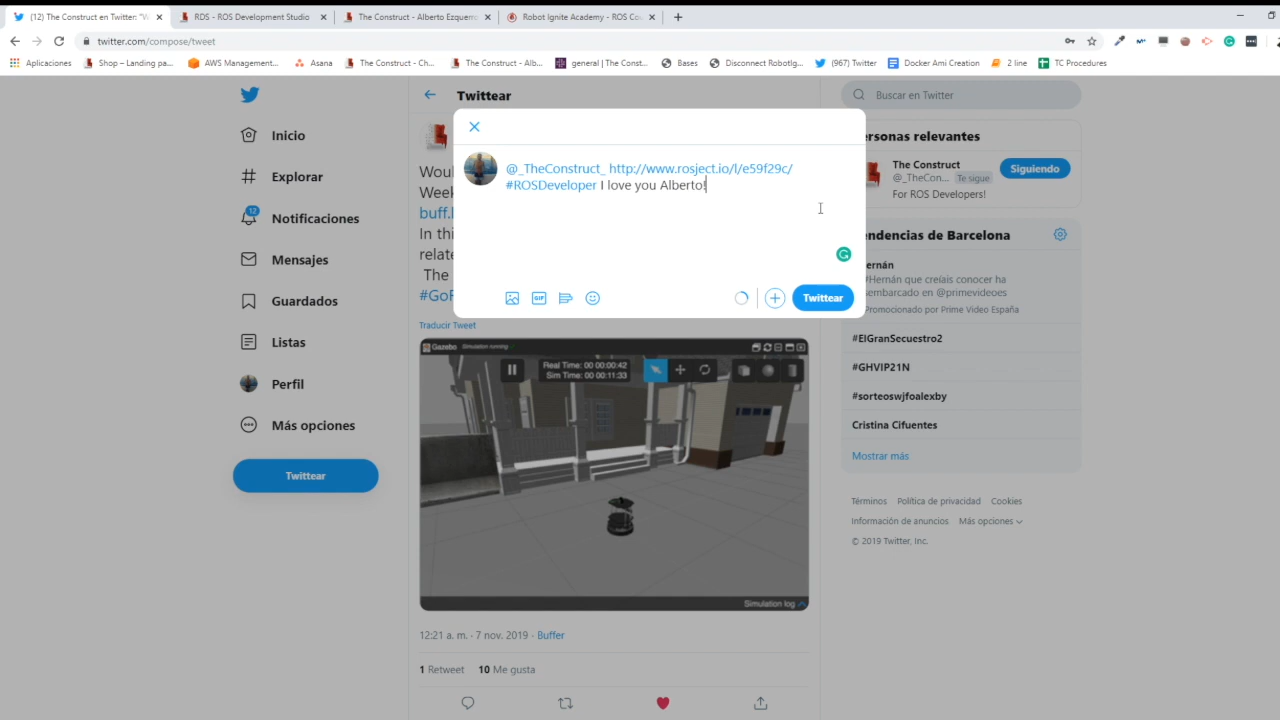 (12) The Construct en Twitter: "W
RDS - ROS Development Studio
The Construct - Alberto Ezquerro
Robot Ignite Academy - ROS Cou
twitter.com/compose/tweet
Aplicaciones
Shop – Landing pa...
AWS Management...
Asana
The Construct - Ch...
The Construct - Alb...
general | The Const...
Bases
Disconnect RobotIg...
(967) Twitter
Docker Ami Creation
2 line
TC Procedures
Inicio
Explorar
12
Notificaciones
Mensajes
Guardados
Listas
Perfil
Más opciones
Twittear
Twittear
@_TheConstruct_ http://www.rosject.io/l/e59f29c/
#ROSDeveloper I love you Alberto!
GIF
Twittear
Wou
Week
buff.l
In thi
relate
The
#GoF
Traducir Tweet
Gazebo Simulation running
Real Time: 00 00:00:42
Sim Time: 00 00:11:33
Simulation log
12:21 a. m. · 7 nov. 2019 · Buffer
1 Retweet 10 Me gusta
Buscar en Twitter
ersonas relevantes
The Construct
@_TheCon... Te sigue
Siguiendo
For ROS Developers!
endencias de Barcelona
ernán
#Hernán que creíais conocer ha
embarcado en @primevideoes
Promocionado por Prime Video España
#ElGranSecuestro2
#GHVIP21N
#sorteoswjfoalexby
Cristina Cifuentes
Mostrar más
Términos Política de privacidad Cookies
Información de anuncios Más opciones
© 2019 Twitter, Inc.